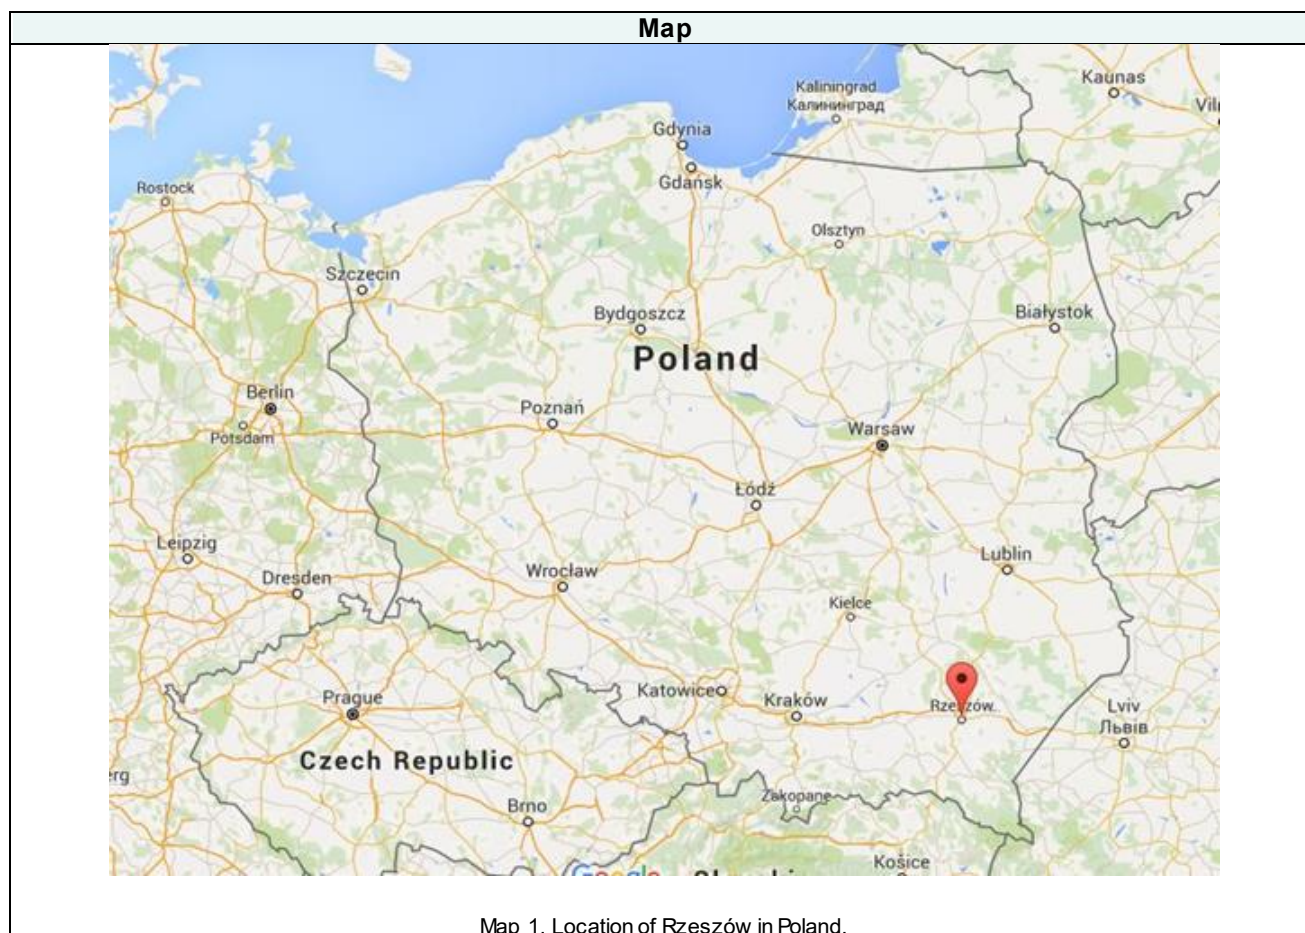 Map
Kaliningrad
Калининград
Kaunas
Gdynia
Gdańsk
Rostock
Olsztyn
Szczecin
Bydgoszcz
Białystok
Poland
Berlin
Potsdam
Poznań
Warsaw
Łódź
Leipzig
Dresden
Wrocław
Lublin
Kielce
Katowice
Kraków
Rzeszów
Prague
Lviv
Львів
Czech Republic
Zakopane
Brno
Košice
Google
Map 1. Location of Rzeszów in Poland.